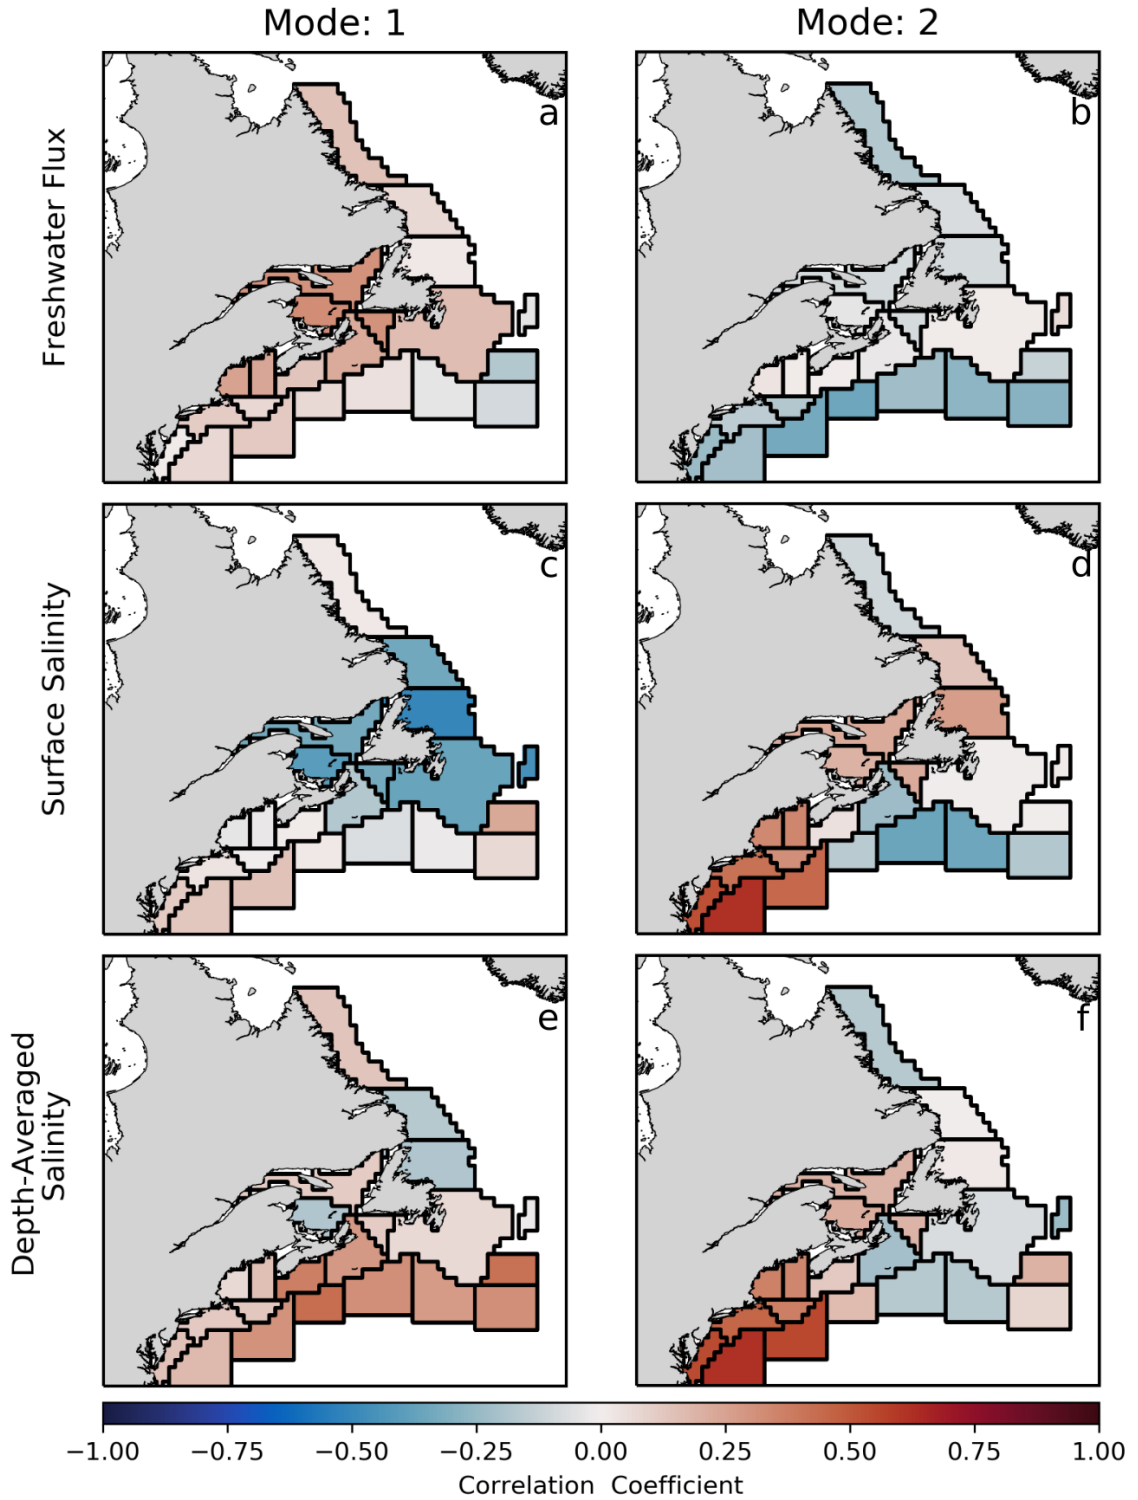 Mode: 1
Mode: 2
Freshwater Flux
a
b
Surface Salinity
c
d
Depth-Averaged
Salinity
e
f
−1.00 −0.75 −0.50 −0.25 0.00 0.25 0.50 0.75 1.00
Correlation Coefficient